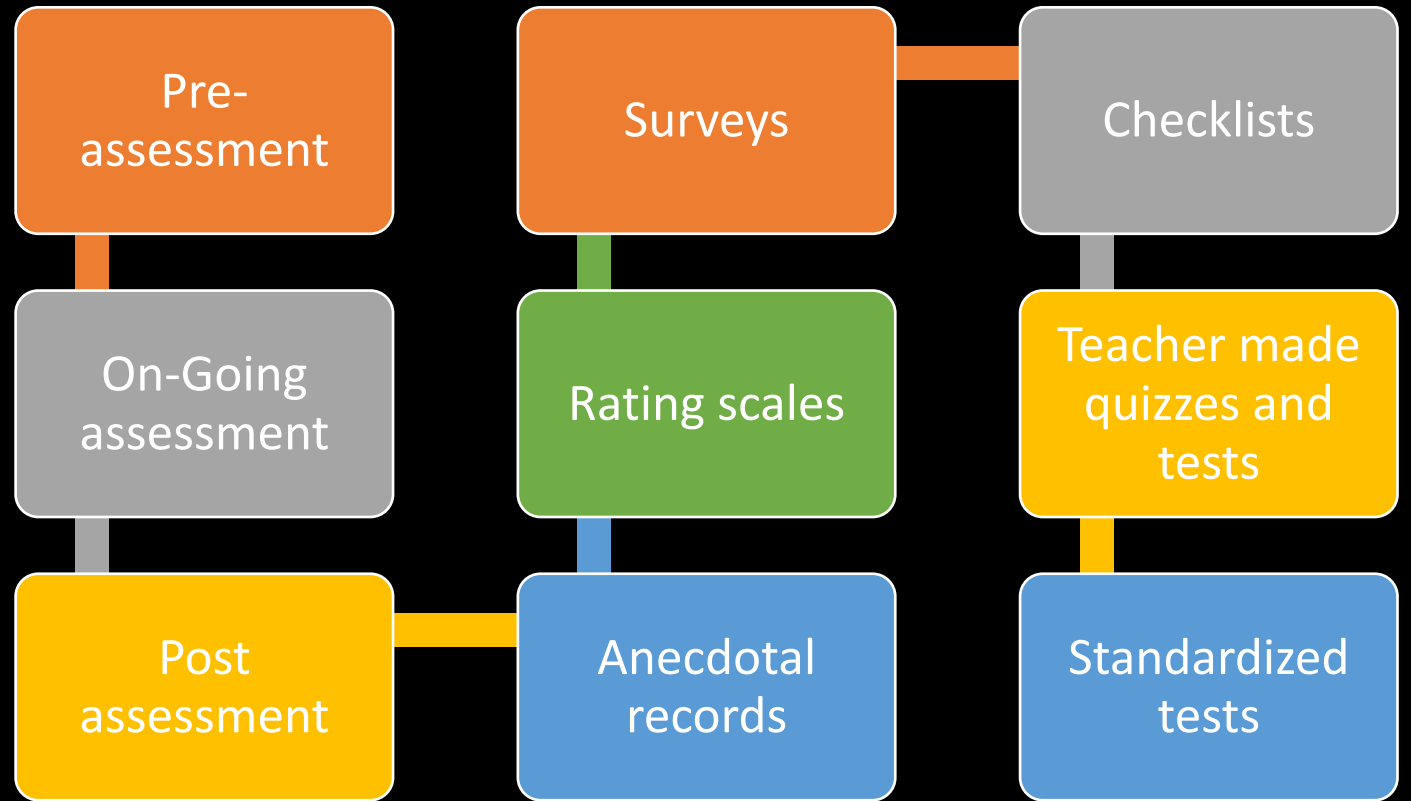 Pre-
assessment
On-Going
assessment
Post
assessment
Anecdotal
records
Rating scales
Surveys
Checklists
Teacher made
quizzes and
tests
Standardized
tests